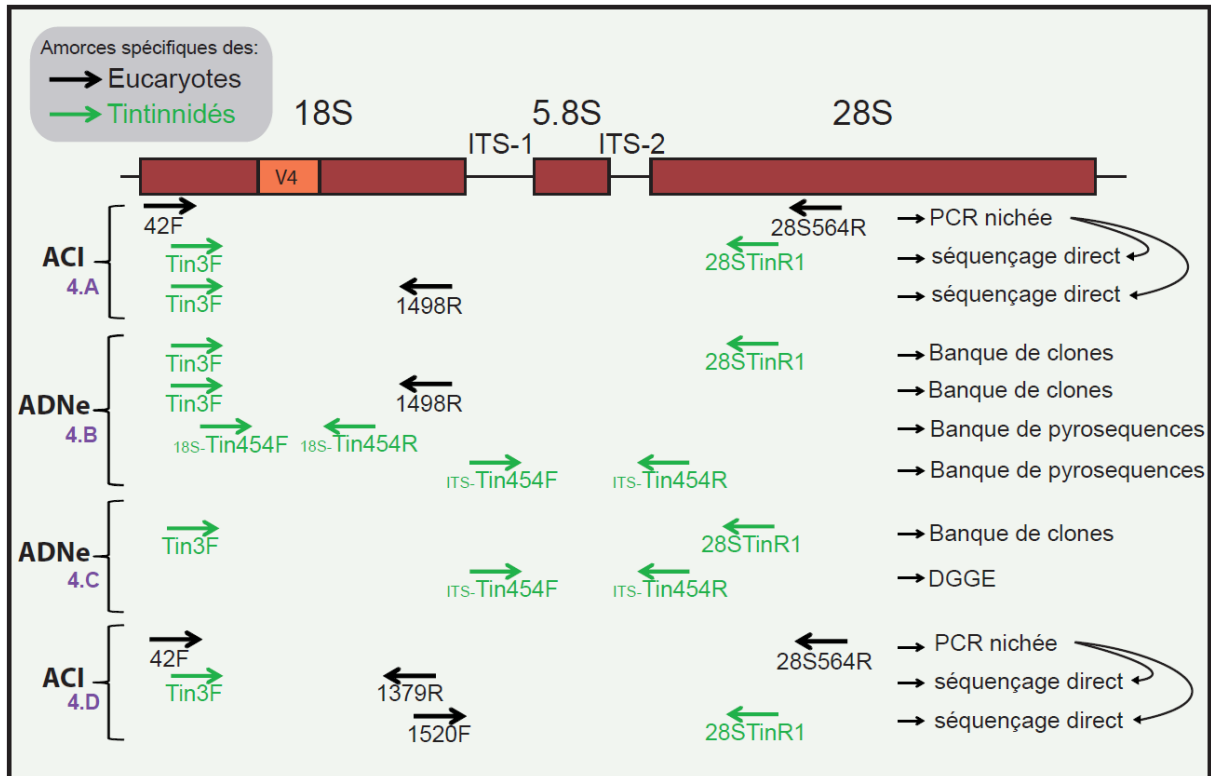 Amorces spécifiques des:
Eucaryotes
Tintinnidés
18S 5.8S 28S
ITS-1 ITS-2
V4
ACI
4.A
42F 28S564R PCR nichée
Tin3F 28STinR1 séquençage direct
Tin3F 1498R séquençage direct
ADNe
4.B
Tin3F 28STinR1 Banque de clones
Tin3F 1498R Banque de clones
18S-Tin454F 18S-Tin454R Banque de pyrosequences
ITS-Tin454F ITS-Tin454R Banque de pyrosequences
ADNe
4.C
Tin3F 28STinR1 Banque de clones
ITS-Tin454F ITS-Tin454R DGGE
ACI
4.D
42F 28S564R PCR nichée
Tin3F 1379R séquençage direct
1520F 28STinR1 séquençage direct